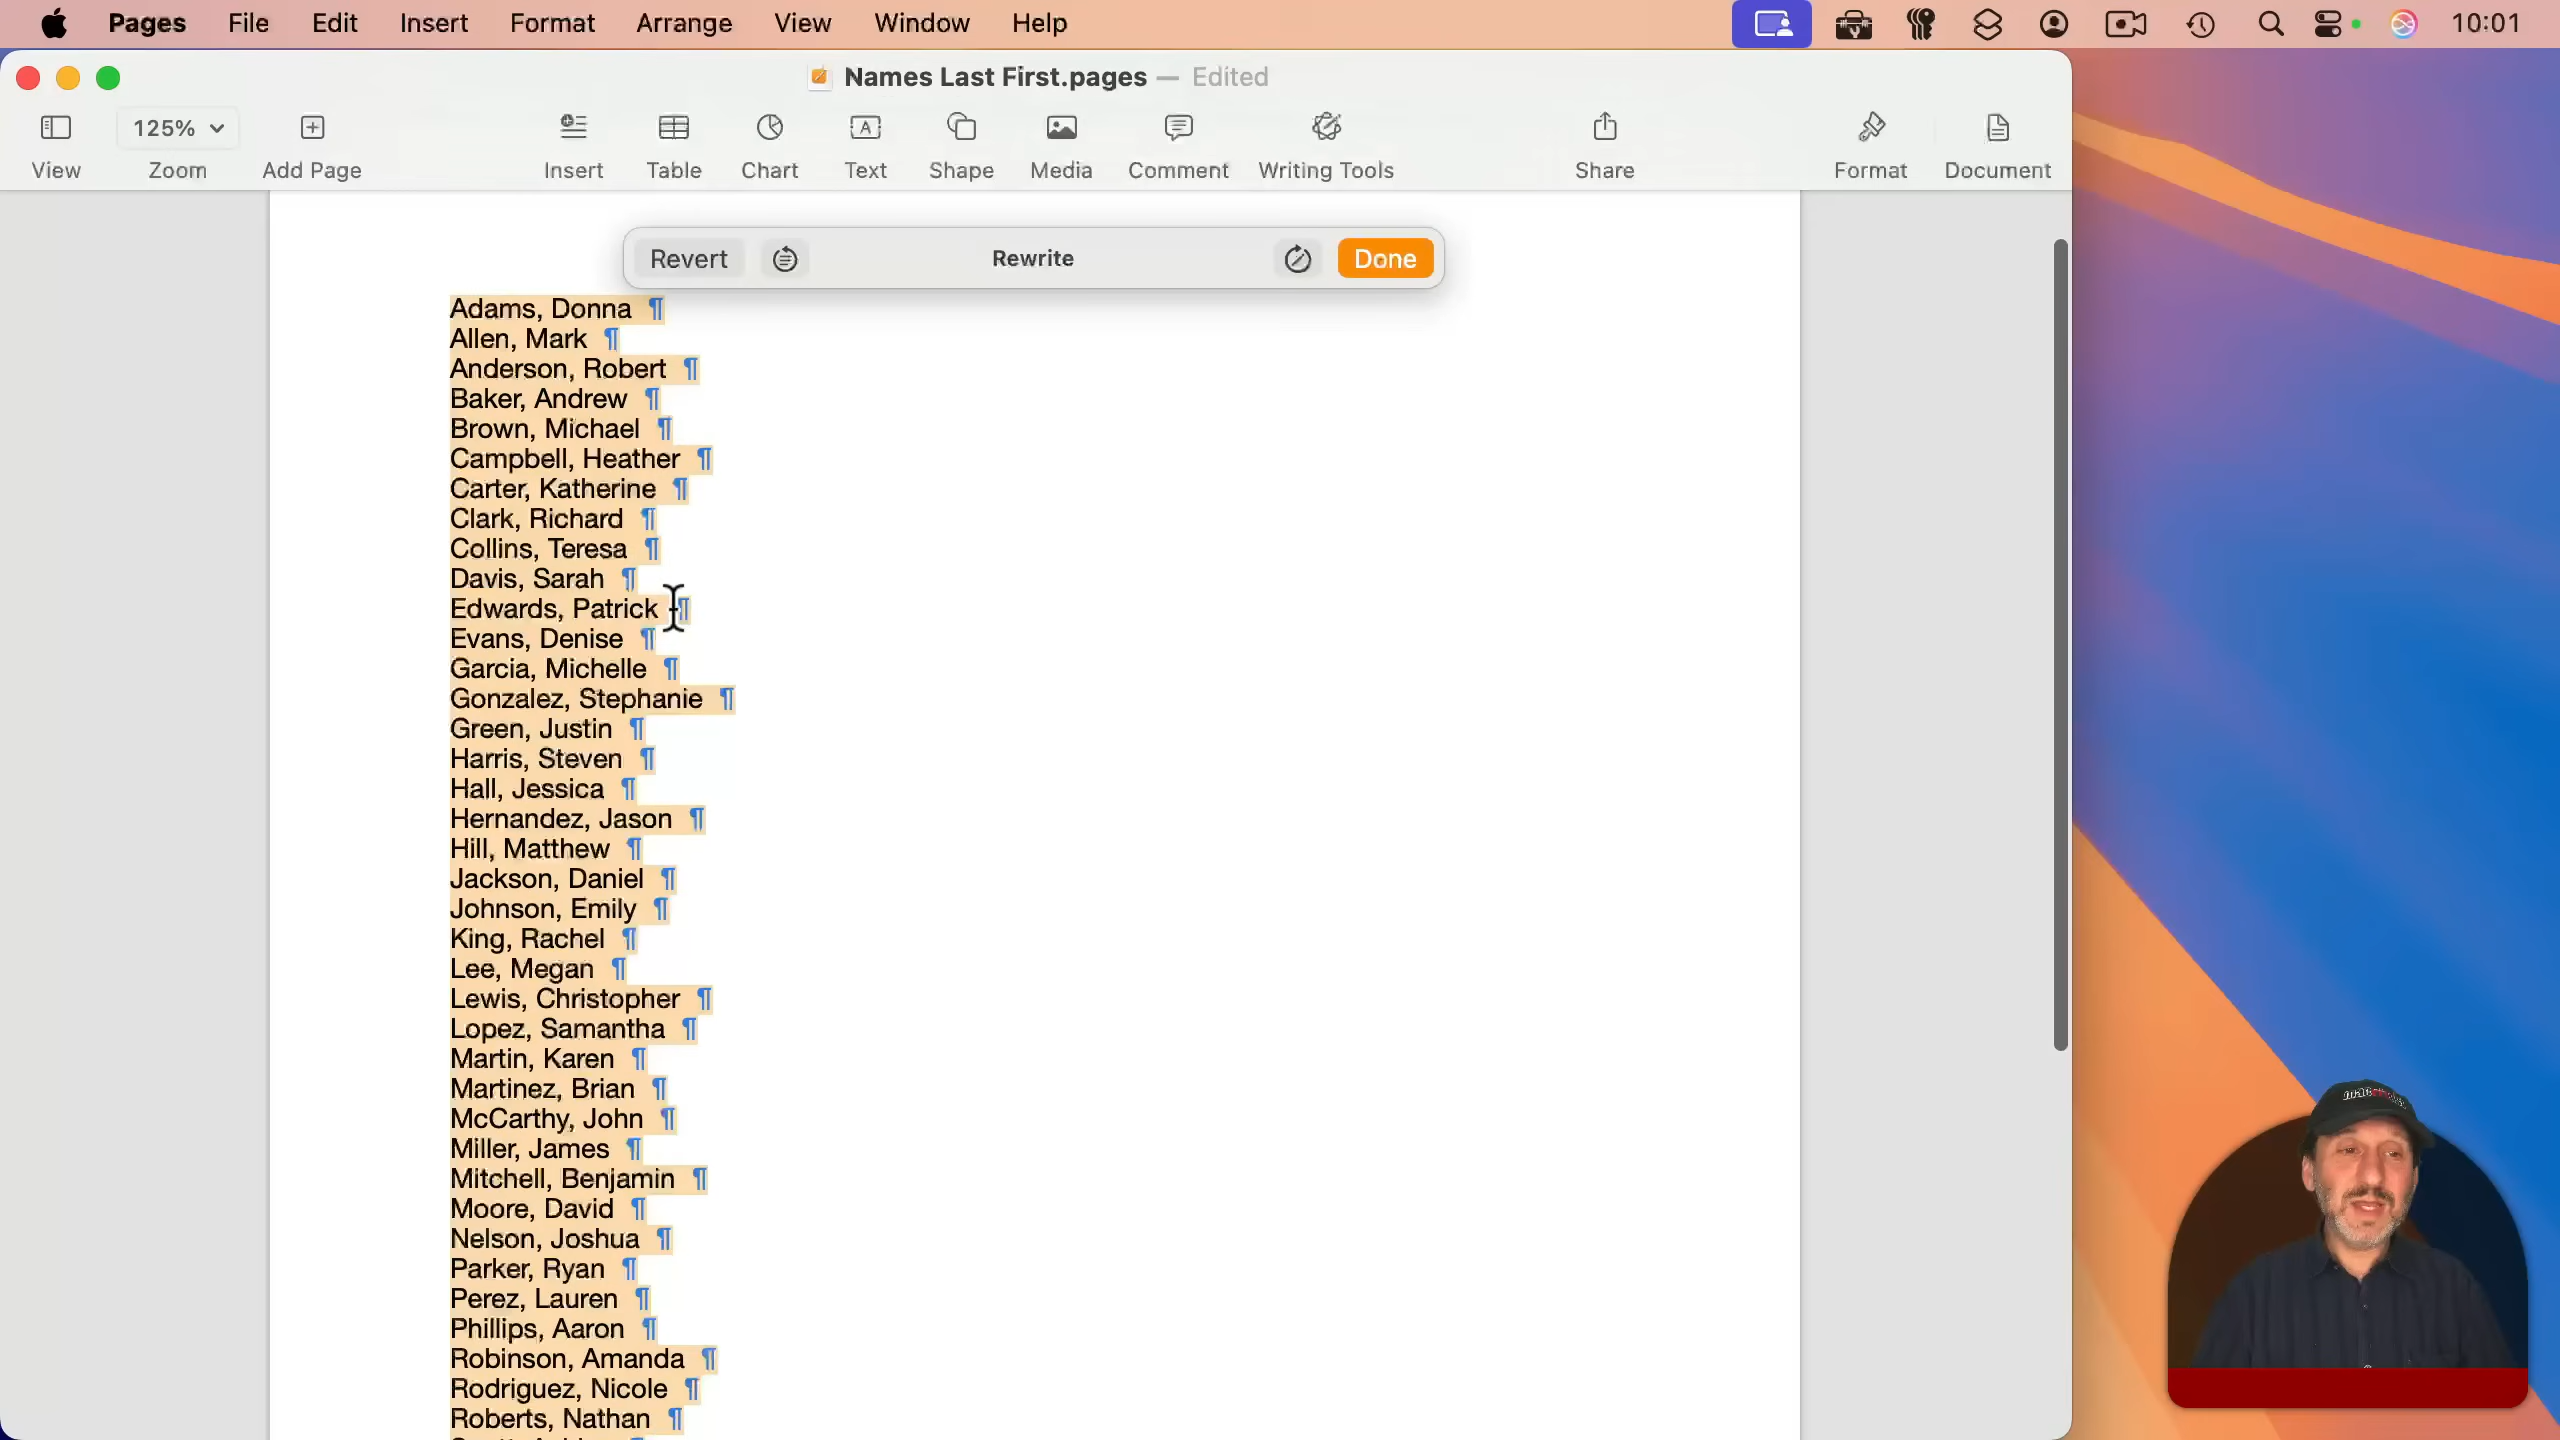 Pages File Edit Insert Format Arrange View Window Help 10:01
Names Last First.pages — Edited
125%
View Zoom Add Page Insert Table Chart Text Shape Media Comment Writing Tools Share Format Document
Revert Rewrite Done
Adams, Donna ¶
Allen, Mark ¶
Anderson, Robert ¶
Baker, Andrew ¶
Brown, Michael ¶
Campbell, Heather ¶
Carter, Katherine ¶
Clark, Richard ¶
Collins, Teresa ¶
Davis, Sarah ¶
Edwards, Patrick ¶
Evans, Denise ¶
Garcia, Michelle ¶
Gonzalez, Stephanie ¶
Green, Justin ¶
Harris, Steven ¶
Hall, Jessica ¶
Hernandez, Jason ¶
Hill, Matthew ¶
Jackson, Daniel ¶
Johnson, Emily ¶
King, Rachel ¶
Lee, Megan ¶
Lewis, Christopher ¶
Lopez, Samantha ¶
Martin, Karen ¶
Martinez, Brian ¶
McCarthy, John ¶
Miller, James ¶
Mitchell, Benjamin ¶
Moore, David ¶
Nelson, Joshua ¶
Parker, Ryan ¶
Perez, Lauren ¶
Phillips, Aaron ¶
Robinson, Amanda ¶
Rodriguez, Nicole ¶
Roberts, Nathan ¶